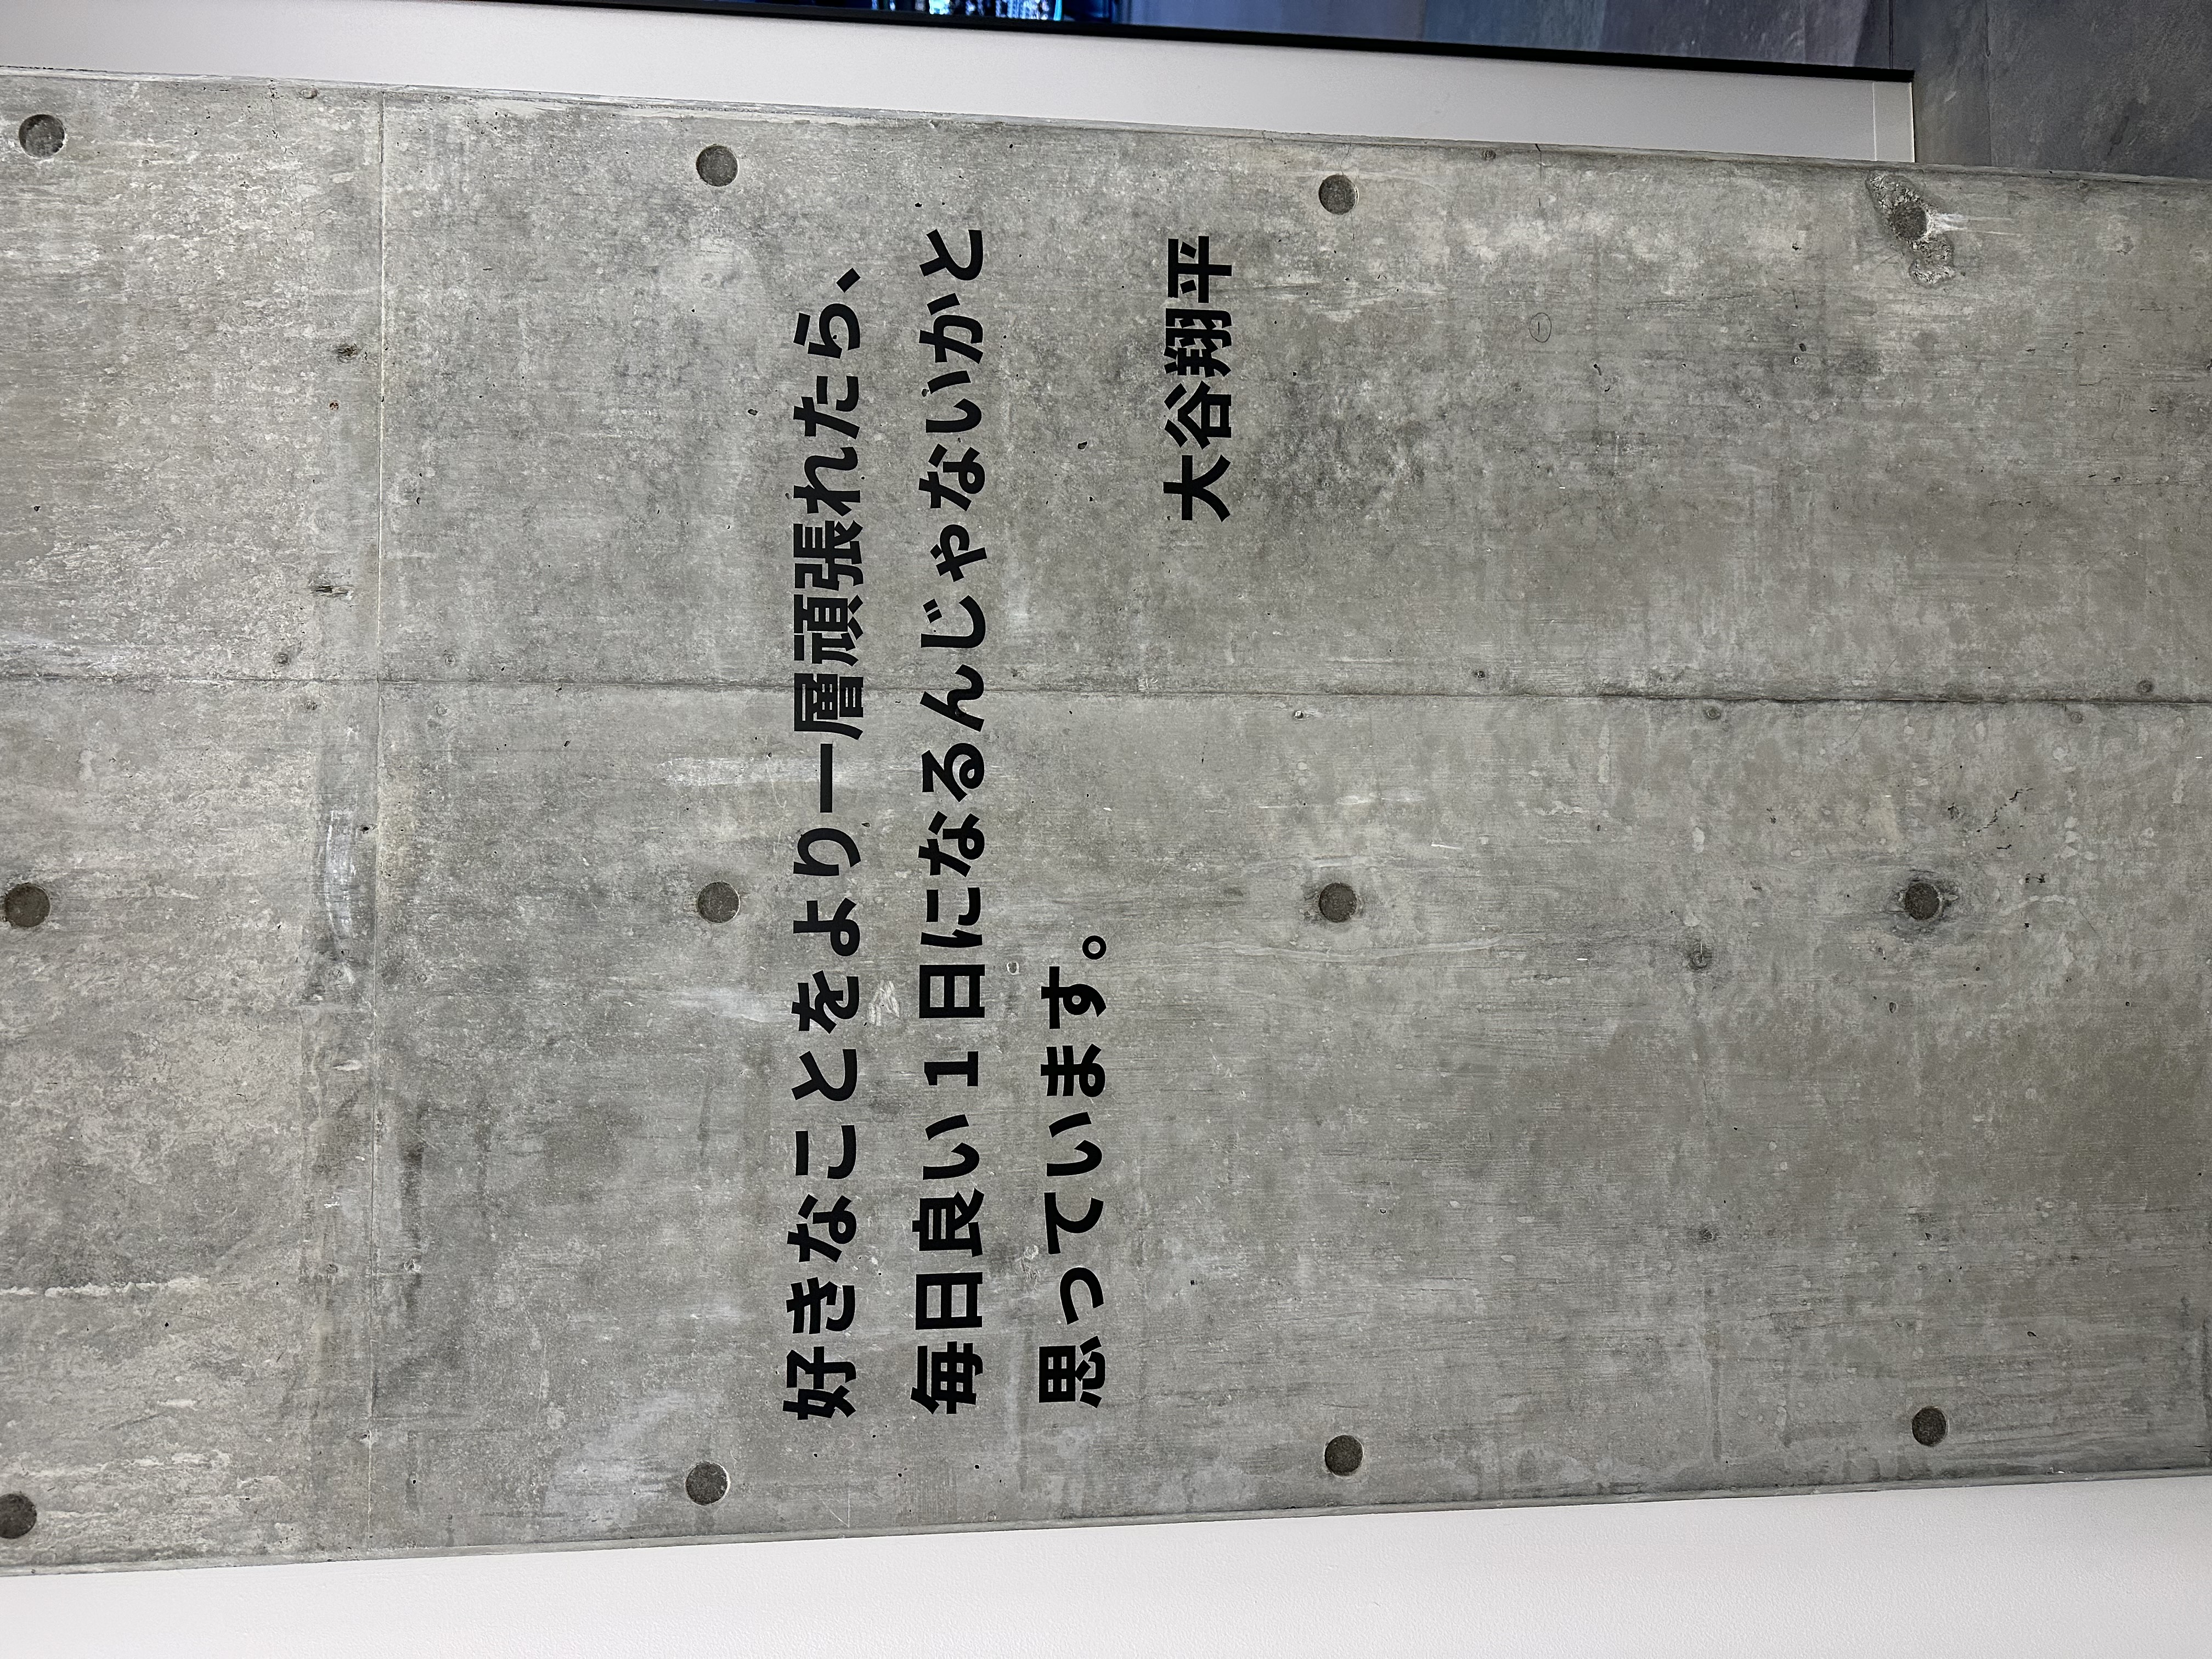 好きなことをより一層頑張れたら、
毎日良い1日になるんじゃないかと
思っています。
大谷翔平